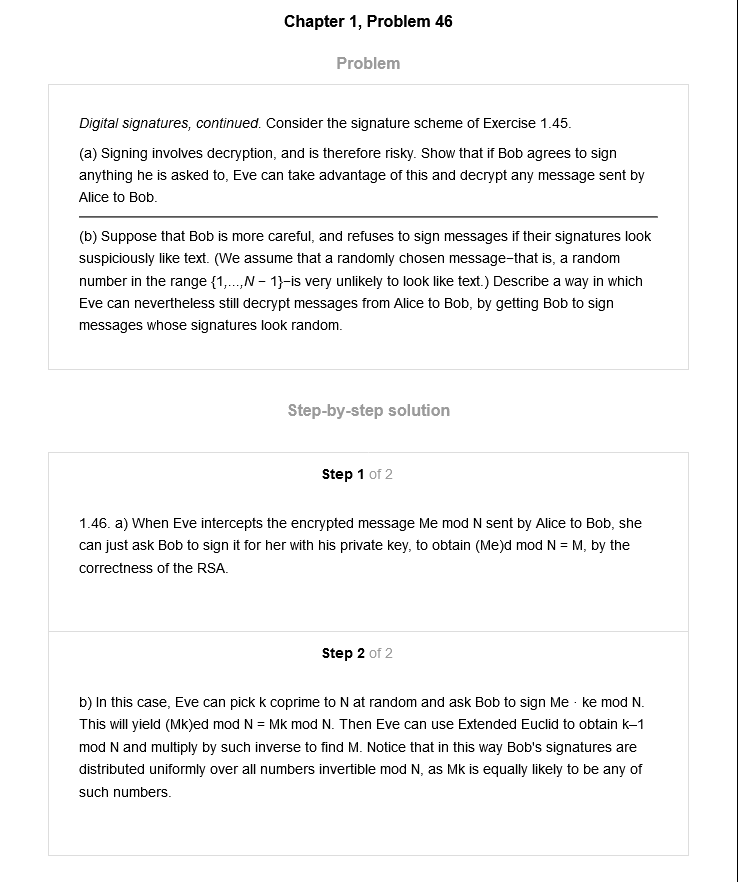 Chapter 1, Problem 46
Problem
Digital signatures, continued. Consider the signature scheme of Exercise 1.45.
(a) Signing involves decryption, and is therefore risky. Show that if Bob agrees to sign
anything he is asked to, Eve can take advantage of this and decrypt any message sent by
Alice to Bob.
(b) Suppose that Bob is more careful, and refuses to sign messages if their signatures look
suspiciously like text. (We assume that a randomly chosen message−that is, a random
number in the range {1,...,N − 1}−is very unlikely to look like text.) Describe a way in which
Eve can nevertheless still decrypt messages from Alice to Bob, by getting Bob to sign
messages whose signatures look random.
Step-by-step solution
Step 1 of 2
1.46. a) When Eve intercepts the encrypted message Me mod N sent by Alice to Bob, she
can just ask Bob to sign it for her with his private key, to obtain (Me)d mod N = M, by the
correctness of the RSA.
Step 2 of 2
b) In this case, Eve can pick k coprime to N at random and ask Bob to sign Me · ke mod N.
This will yield (Mk)ed mod N = Mk mod N. Then Eve can use Extended Euclid to obtain k–1
mod N and multiply by such inverse to find M. Notice that in this way Bob's signatures are
distributed uniformly over all numbers invertible mod N, as Mk is equally likely to be any of
such numbers.